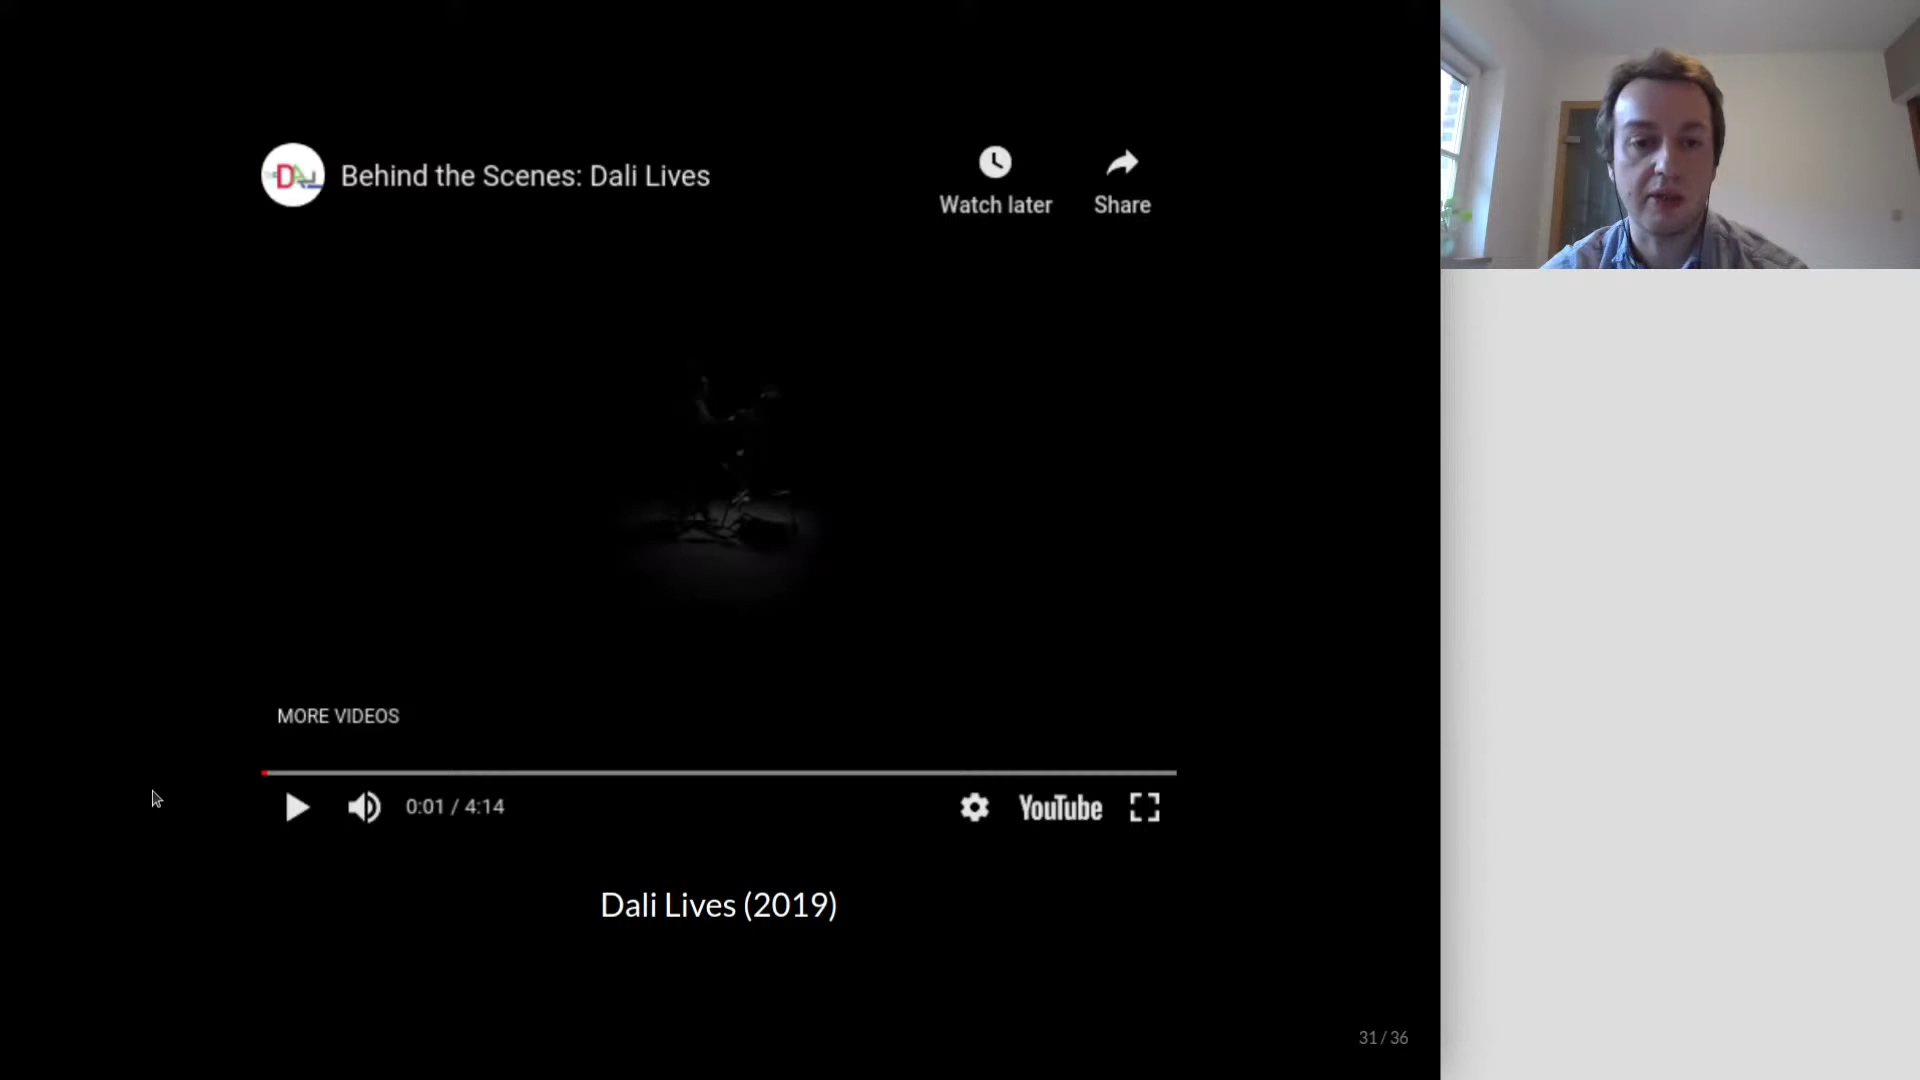 DALI
Behind the Scenes: Dali Lives
Watch later
Share
MORE VIDEOS
0:01 / 4:14
YouTube
Dali Lives (2019)
31 / 36